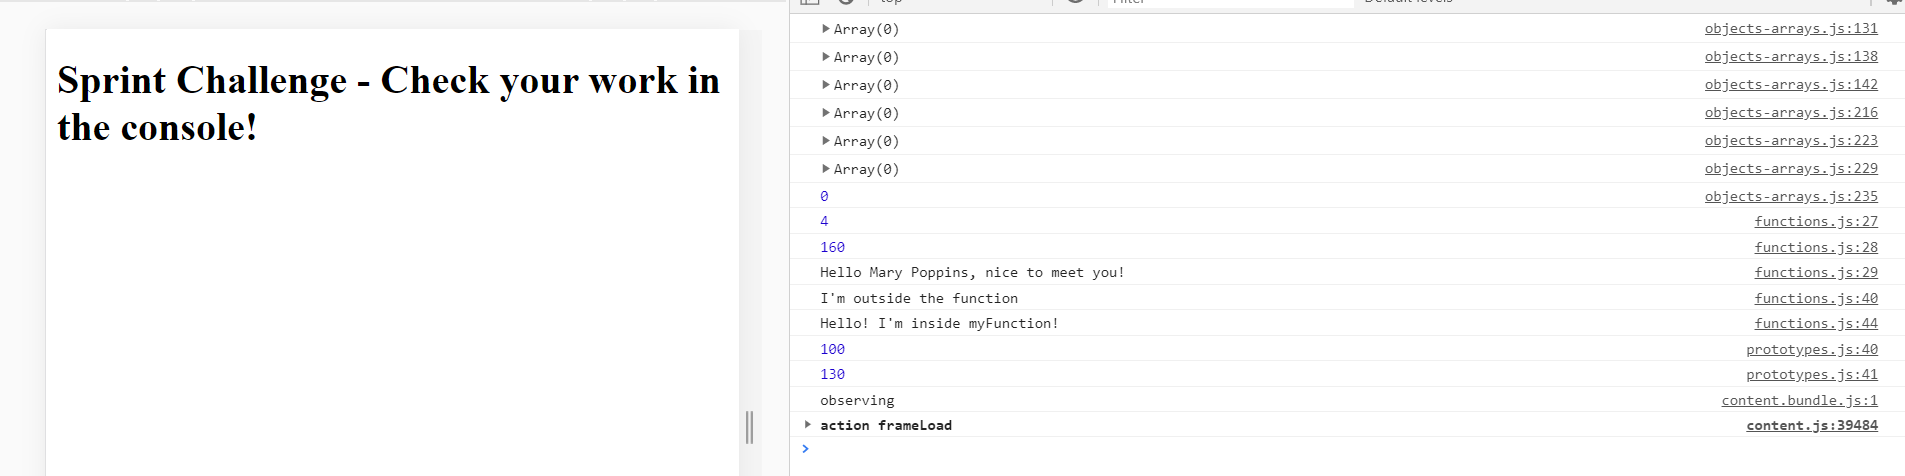 top
Filter
Default levels
Sprint Challenge - Check your work in
the console!
Array(0) objects-arrays.js:131
Array(0) objects-arrays.js:138
Array(0) objects-arrays.js:142
Array(0) objects-arrays.js:216
Array(0) objects-arrays.js:223
Array(0) objects-arrays.js:229
0 objects-arrays.js:235
4 functions.js:27
160 functions.js:28
Hello Mary Poppins, nice to meet you! functions.js:29
I'm outside the function functions.js:40
Hello! I'm inside myFunction! functions.js:44
100 prototypes.js:40
130 prototypes.js:41
observing content.bundle.js:1
action frameLoad content.js:39484